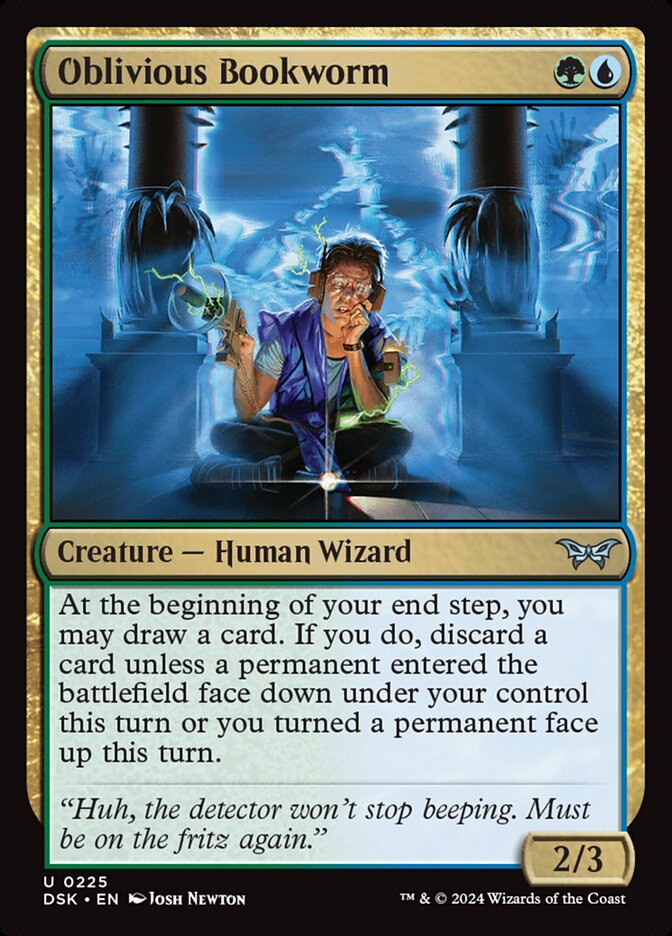 Oblivious Bookworm
Creature — Human Wizard
At the beginning of your end step, you
may draw a card. If you do, discard a
card unless a permanent entered the
battlefield face down under your control
this turn or you turned a permanent face
up this turn.
“Huh, the detector won’t stop beeping. Must
be on the fritz again.”
2/3
U 0225
DSK • EN Josh Newton
™ & © 2024 Wizards of the Coast